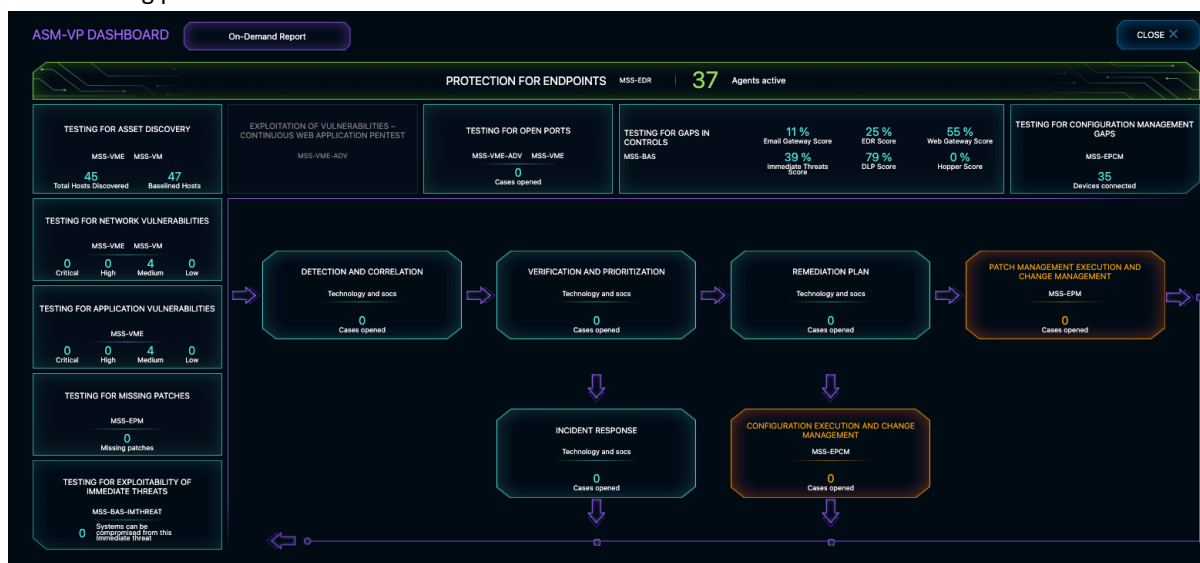 ASM-VP DASHBOARD
On-Demand Report
CLOSE ×
PROTECTION FOR ENDPOINTS MSS-EDR 37 Agents active
TESTING FOR ASSET DISCOVERY
MSS-VME MSS-VM
45 47
Total Hosts Discovered Baselined Hosts
EXPLOITATION OF VULNERABILITIES –
CONTINUOUS WEB APPLICATION PENTEST
MSS-VME-ADV
TESTING FOR OPEN PORTS
MSS-VME-ADV MSS-VME
0
Cases opened
TESTING FOR GAPS IN
CONTROLS
MSS-BAS
11 % 25 % 55 %
Email Gateway Score EDR Score Web Gateway Score
39 % 79 % 0 %
Immediate Threats
Score
DLP Score Hopper Score
TESTING FOR CONFIGURATION MANAGEMENT
GAPS
MSS-EPCM
35
Devices connected
TESTING FOR NETWORK VULNERABILITIES
MSS-VME MSS-VM
0 0 4 0
Critical High Medium Low
TESTING FOR APPLICATION VULNERABILITIES
MSS-VME
0 0 4 0
Critical High Medium Low
TESTING FOR MISSING PATCHES
MSS-EPM
0
Missing patches
TESTING FOR EXPLOITABILITY OF
IMMEDIATE THREATS
MSS-BAS-IMTHREAT
0 Systems can be
compromised from this
Immediate threat
DETECTION AND CORRELATION
Technology and socs
0
Cases opened
VERIFICATION AND PRIORITIZATION
Technology and socs
0
Cases opened
REMEDIATION PLAN
Technology and socs
0
Cases opened
PATCH MANAGEMENT EXECUTION AND
CHANGE MANAGEMENT
MSS-EPM
0
Cases opened
INCIDENT RESPONSE
Technology and socs
0
Cases opened
CONFIGURATION EXECUTION AND CHANGE
MANAGEMENT
MSS-EPCM
0
Cases opened